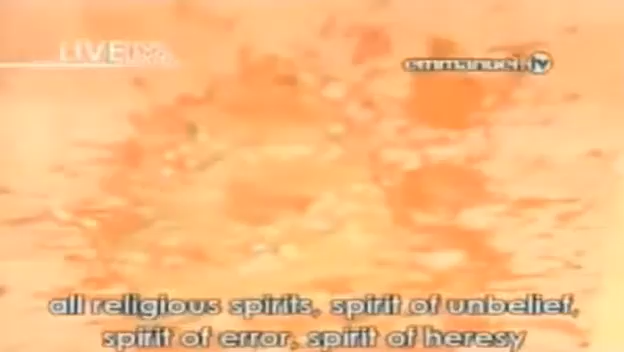 LIVE
emmanuel.tv
all religious spirits, spirit of unbelief,
spirit of error, spirit of heresy